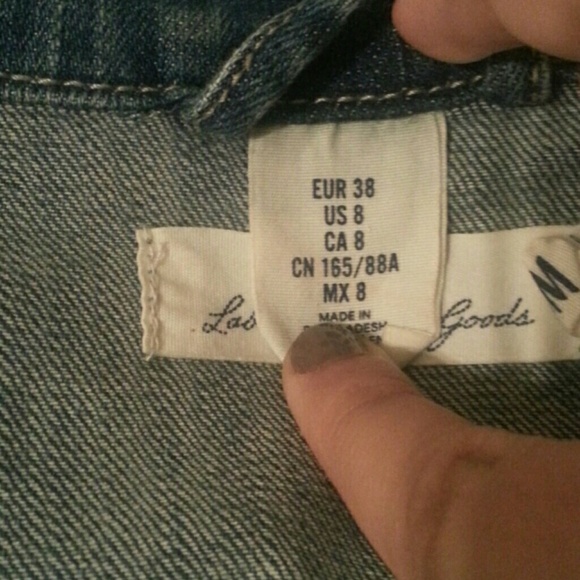 EUR 38
US 8
CA 8
CN 165/88A
MX 8
MADE IN
Goods
M